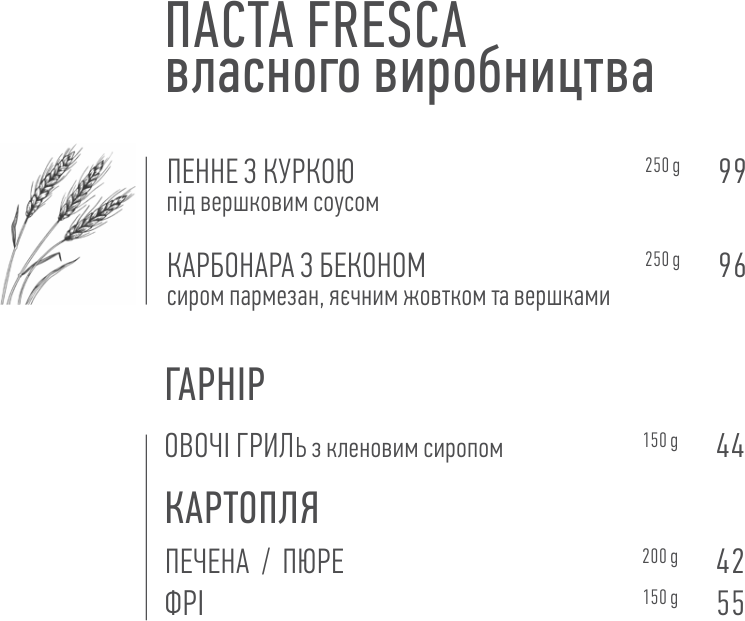 ПАСТА FRESCA
власного виробництва
ПЕННЕ З КУРКОЮ 250 g 99
під вершковим соусом
КАРБОНАРА З БЕКОНОМ 250 g 96
сиром пармезан, яєчним жовтком та вершками
ГАРНІР
ОВОЧІ ГРИЛЬ з кленовим сиропом 150 g 44
КАРТОПЛЯ
ПЕЧЕНА / ПЮРЕ 200 g 42
ФРІ 150 g 55